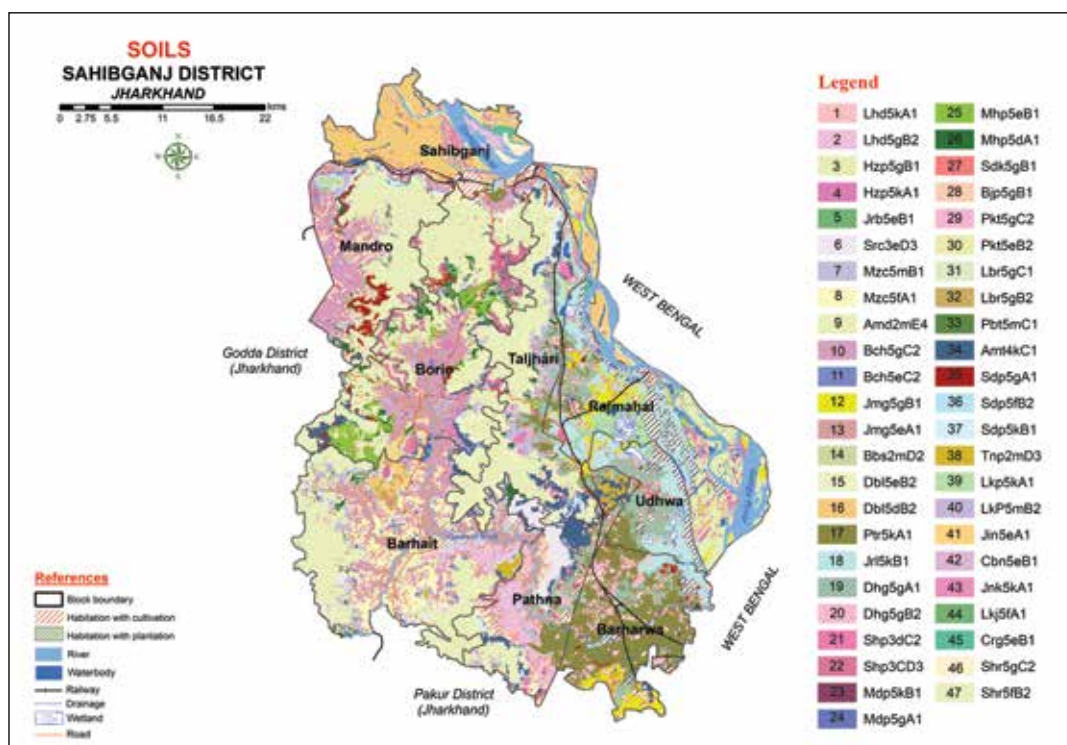 SOILS
SAHIBGANJ DISTRICT
JHARKHAND
kms
0 2.75 5.5 11 16.5 22
Sahibganj
Mandro
WEST BENGAL
Godda District
(Jharkhand)
Borio
Taljhari
Rajmahal
Udhwa
Barhait
Pathna
Barharwa
WEST BENGAL
Pakur District
(Jharkhand)
References
Block boundary
Habitation with cultivation
Habitation with plantation
River
Waterbody
Railway
Drainage
Wetland
Road
Legend
1 Lhd5kA1
2 Lhd5gB2
3 Hzp5gB1
4 Hzp5kA1
5 Jrb5eB1
6 Src3eD3
7 Mzc5mB1
8 Mzc5fA1
9 Amd2mE4
10 Bch5gC2
11 Bch5eC2
12 Jmg5gB1
13 Jmg5eA1
14 Bbs2mD2
15 Dbl5eB2
16 Dbl5dB2
17 Ptr5kA1
18 Jrl5kB1
19 Dhg5gA1
20 Dhg5gB2
21 Shp3dC2
22 Shp3CD3
23 Mdp5kB1
24 Mdp5gA1
25 Mhp5eB1
26 Mhp5dA1
27 Sdk5gB1
28 Bjp5gB1
29 Pkt5gC2
30 Pkt5eB2
31 Lbr5gC1
32 Lbr5gB2
33 Pbt5mC1
34 Amt4kC1
35 Sdp5gA1
36 Sdp5fB2
37 Sdp5kB1
38 Tnp2mD3
39 Lkp5kA1
40 LkP5mB2
41 Jin5eA1
42 Cbn5eB1
43 Jnk5kA1
44 Lkj5fA1
45 Crg5eB1
46 Shr5gC2
47 Shr5fB2